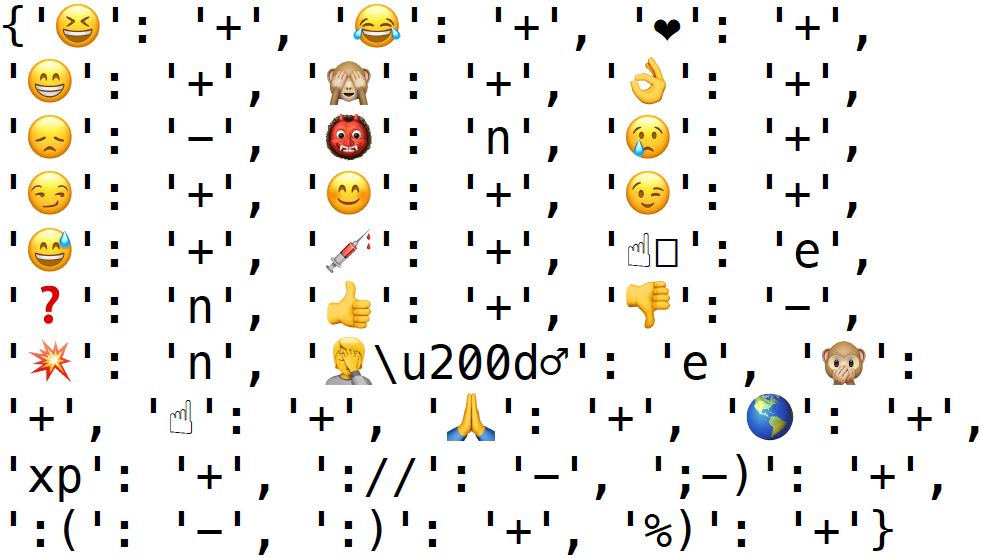 {'😆': '+', '😂': '+', '❤': '+',
'😁': '+', '🙈': '+', '👌': '+',
'😞': '−', '👹': 'n', '😢': '+',
'😏': '+', '😊': '+', '😉': '+',
'😅': '+', '💉': '+', '☝□': 'e',
'❓': 'n', '👍': '+', '👎': '−',
'💥': 'n', '🤦\u200d♂': 'e', '🙊':
'+', '☝': '+', '🙏': '+', '🌎': '+',
'xp': '+', '://': '−', ';−)': '+',
':(': '−', ':)': '+', '%)': '+'}